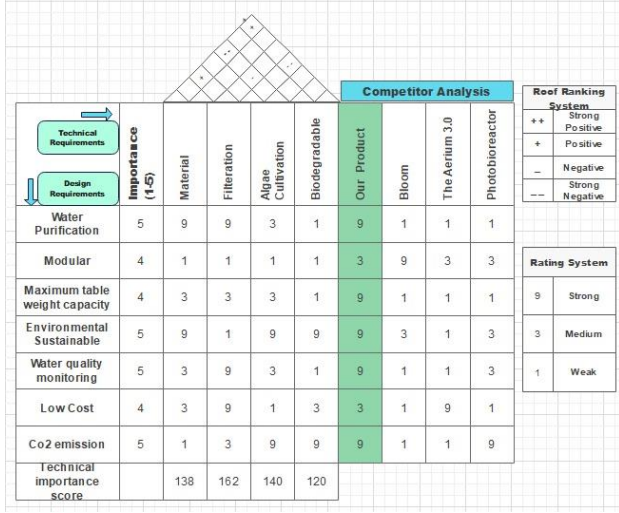 Competitor Analysis
Roof Ranking
System
++ Strong
Positive
+ Positive
_ Negative
__ Strong
Negative
Technical
Requirements
Design
Requirements
Importance
(1-5)
Material
Filteration
Algae
Cultivation
Biodegradable
Our Product
Bloom
The Aerium 3.0
Photobioreactor
Water
Purification 5 9 9 3 1 9 1 1 1
Modular 4 1 1 1 1 3 9 3 3
Maximum table
weight capacity 4 3 3 3 1 9 1 1 1
Environmental
Sustainable 5 9 1 9 9 9 3 1 3
Water quality
monitoring 5 3 9 3 1 9 1 1 3
Low Cost 4 3 9 1 3 3 1 9 1
Co2 emission 5 1 3 9 9 9 1 1 9
Technical
importance
score 138 162 140 120
Rating System
9 Strong
3 Medium
1 Weak